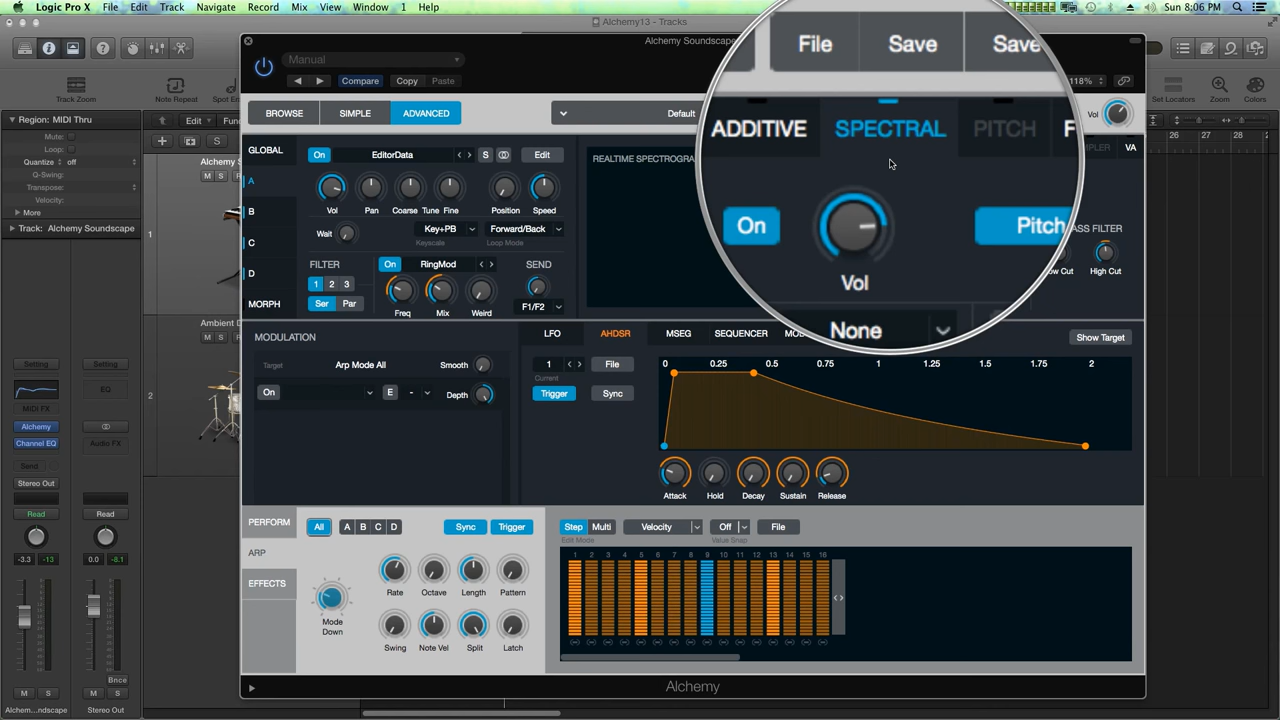 Logic Pro X File Edit Track Navigate Record Mix View Window 1 Help
Sun 8:06 PM
Alchemy13 - Tracks
Alchemy Soundscape
Manual
Compare Copy Paste
118%
Track Zoom
Note Repeat
Set Locators
Zoom
Colors
Region: MIDI Thru
Mute:
Loop:
Quantize off
Q-Swing:
Transpose:
Velocity:
More
Track: Alchemy Soundscape
Edit
26 27 28
Alchemy Sound
M S
1
Ambient D
M S
2
BROWSE SIMPLE ADVANCED
Default
File Save Save
Vol
GLOBAL
A
B
C
D
MORPH
On EditorData S Edit
Vol Pan Coarse Tune Fine Position Speed
Wait Key+PB Forward/Back
Keyscale Loop Mode
FILTER On RingMod SEND
1 2 3
Ser Par
Freq Mix Weird F1/F2
REALTIME SPECTROGRA
ADDITIVE SPECTRAL PITCH F
VA
On
Pitch
Vol
None
ASS FILTER
Low Cut High Cut
MODULATION
Target Arp Mode All Smooth
On E - Depth
LFO AHDSR MSEG SEQUENCER
Show Target
1 File
Current
Trigger Sync
0 0.25 0.5 0.75 1 1.25 1.5 1.75 2
Attack Hold Decay Sustain Release
PERFORM
ARP
EFFECTS
All A B C D Sync Trigger
Rate Octave Length Pattern
Mode
Down
Swing Note Vel Split Latch
Step Multi Velocity Off File
Edit Mode Value Snap
1 2 3 4 5 6 7 8 9 10 11 12 13 14 15 16
Alchemy
Setting Setting
EQ
MIDI FX
Alchemy
Channel EQ Audio FX
Send
Stereo Out
Read Read
-3.3 -13 0.0 -8.1
Bnce
M S M S
Alchem...ndscape Stereo Out